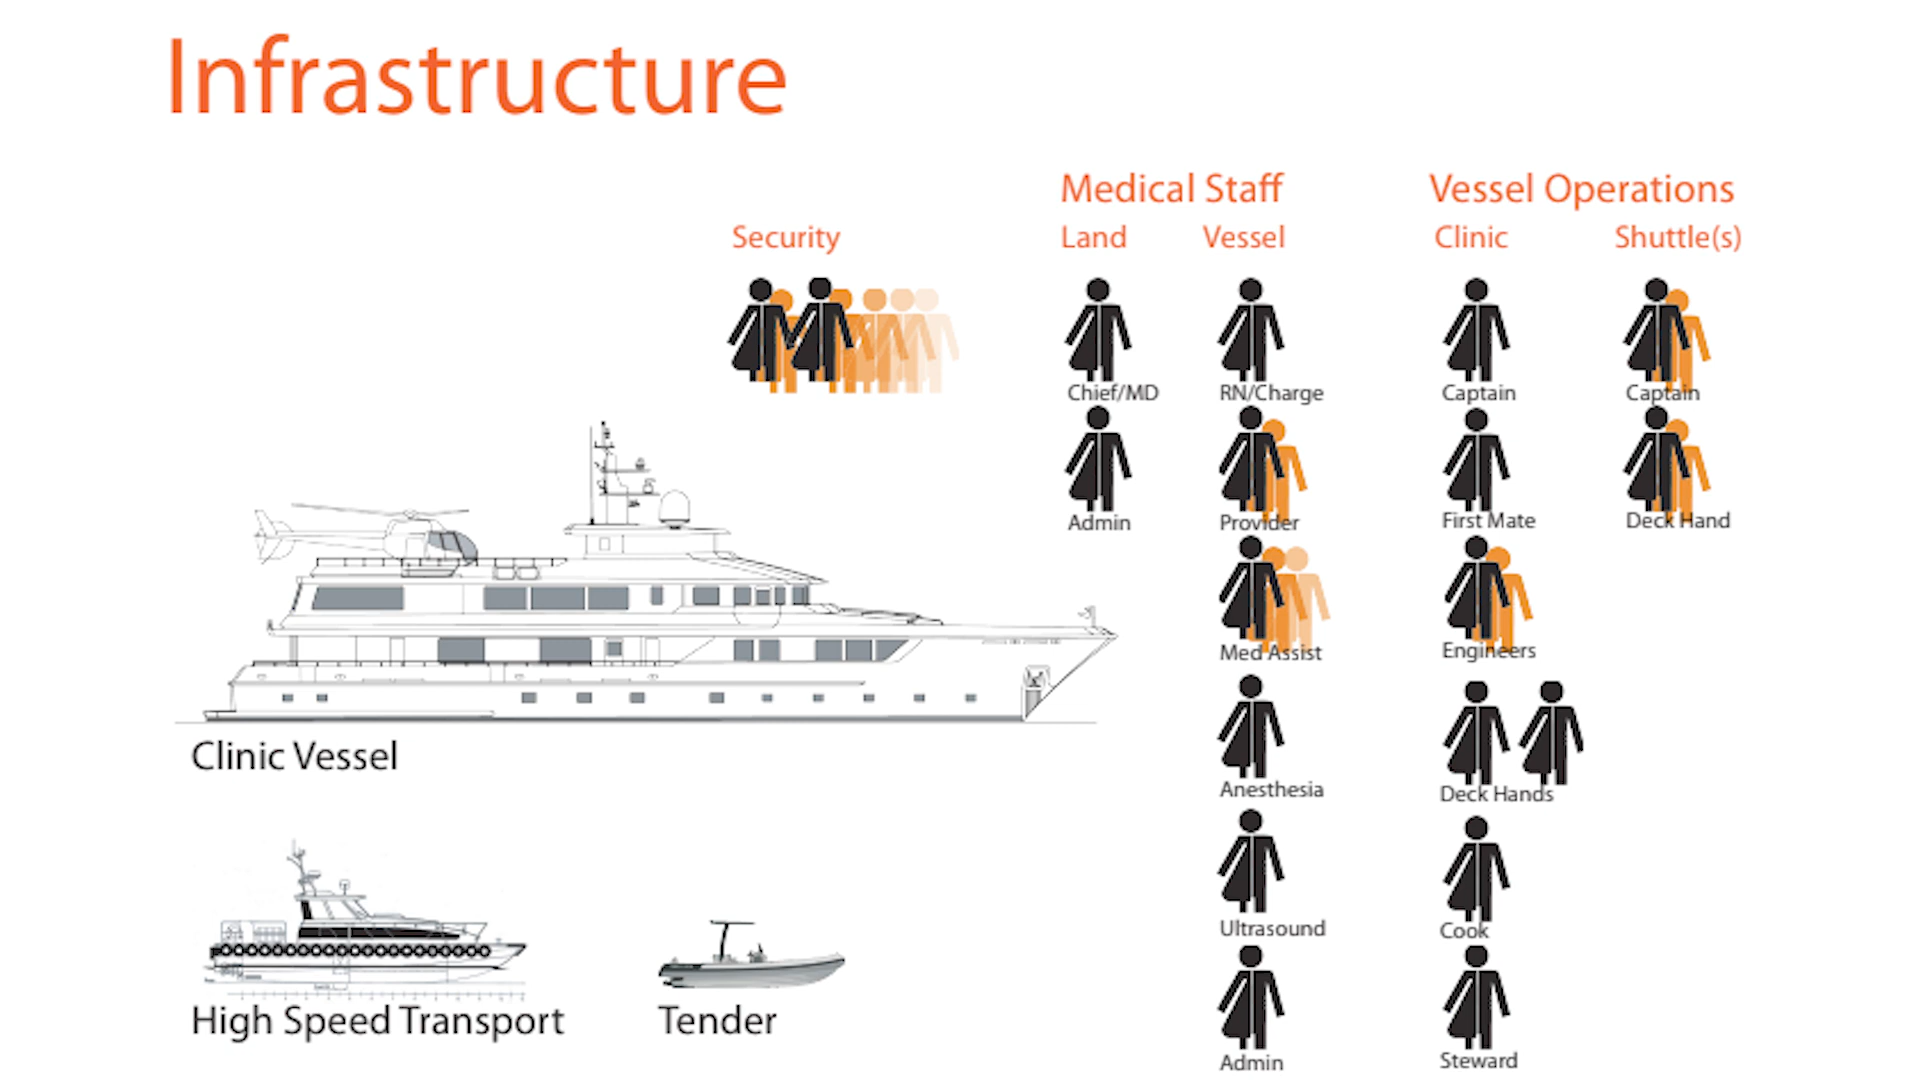 Infrastructure
Medical Staff
Vessel Operations
Security
Land
Vessel
Clinic
Shuttle(s)
Chief/MD
RN/Charge
Captain
Captain
Admin
Provider
First Mate
Deck Hand
Med Assist
Engineers
Clinic Vessel
Anesthesia
Deck Hands
Ultrasound
Cook
High Speed Transport
Tender
Admin
Steward